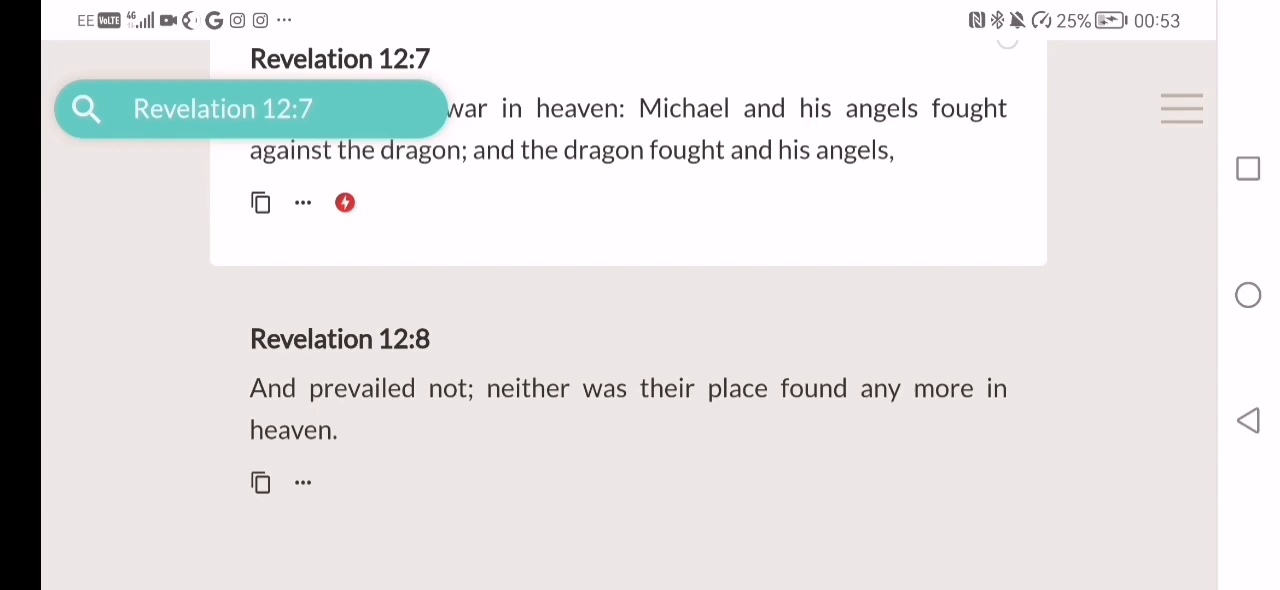 EE VoLTE 4G 25% 00:53
Revelation 12:7
Revelation 12:7
war in heaven: Michael and his angels fought
against the dragon; and the dragon fought and his angels,
Revelation 12:8
And prevailed not; neither was their place found any more in
heaven.